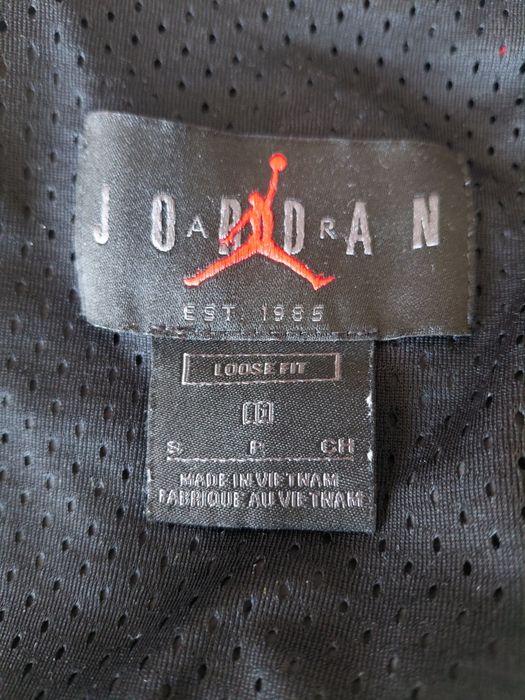 JORDAN
A R
EST. 1985
LOOSE FIT
S P CH
MADE IN VIETNAM
FABRIQUE AU VIETNAM